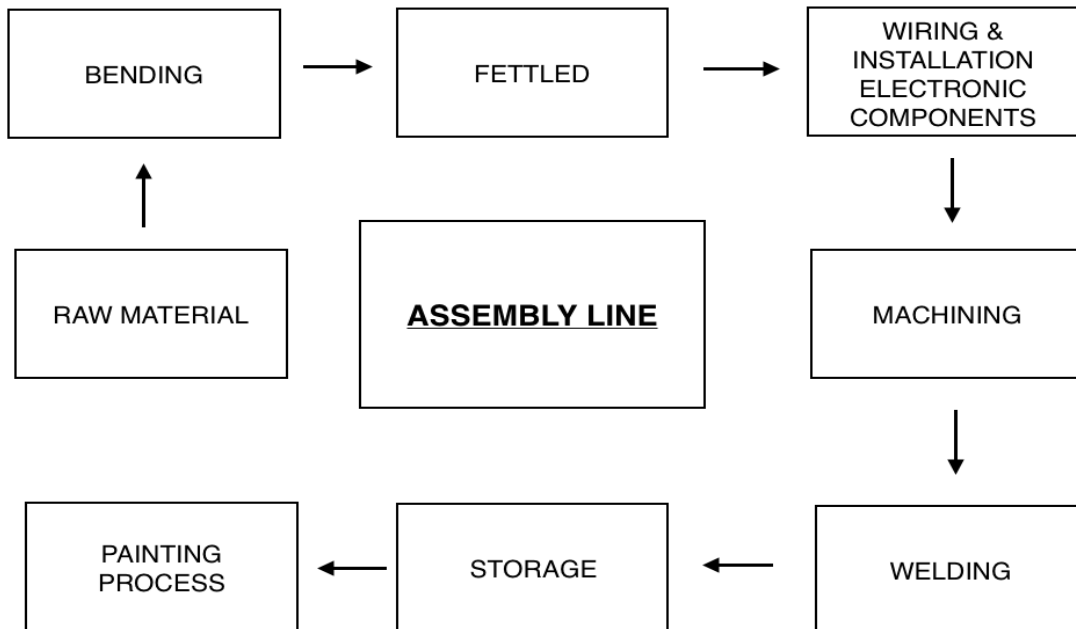 BENDING
FETTLED
WIRING &
INSTALLATION
ELECTRONIC
COMPONENTS
RAW MATERIAL
ASSEMBLY LINE
MACHINING
PAINTING
PROCESS
STORAGE
WELDING